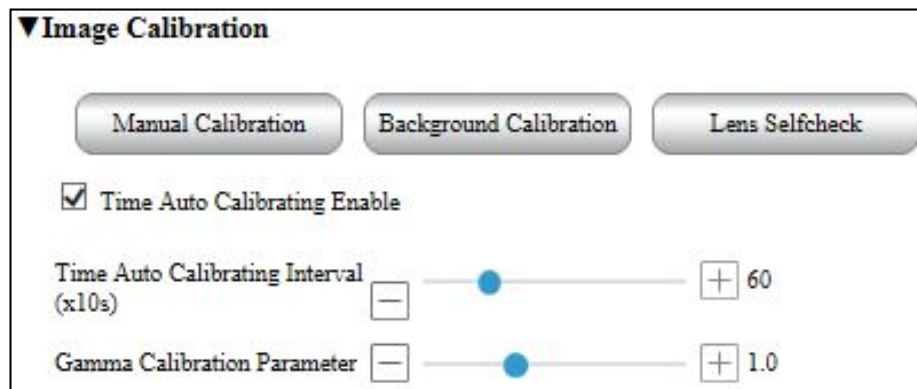 ▼Image Calibration
Manual Calibration Background Calibration Lens Selfcheck
Time Auto Calibrating Enable
Time Auto Calibrating Interval
(x10s) — + 60
Gamma Calibration Parameter — + 1.0